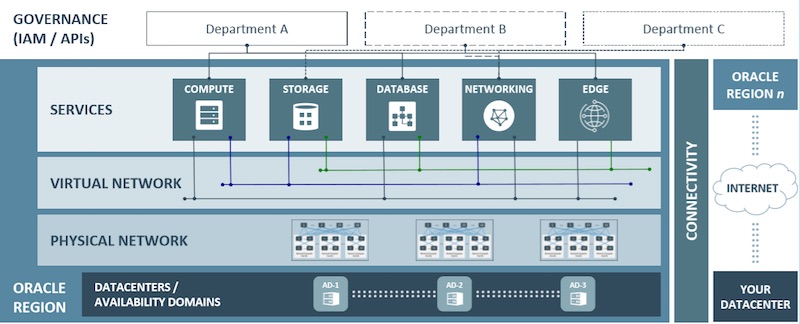 GOVERNANCE
(IAM / APIs)
Department A
Department B
Department C
SERVICES
COMPUTE
STORAGE
DATABASE
NETWORKING
EDGE
VIRTUAL NETWORK
PHYSICAL NETWORK
ORACLE
REGION
DATACENTERS /
AVAILABILITY DOMAINS
AD-1
AD-2
AD-3
CONNECTIVITY
ORACLE
REGION n
INTERNET
YOUR
DATACENTER